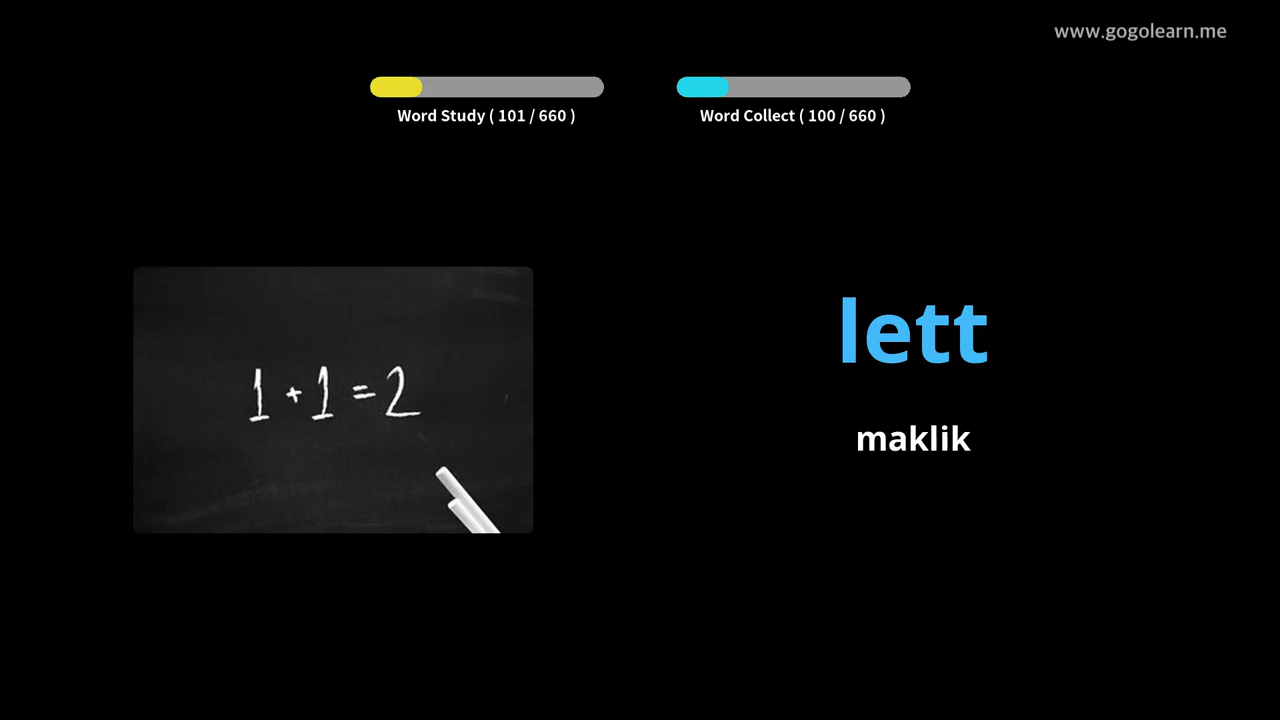 www.gogolearn.me
Word Study ( 101 / 660 )
Word Collect ( 100 / 660 )
1 + 1 = 2
lett
maklik